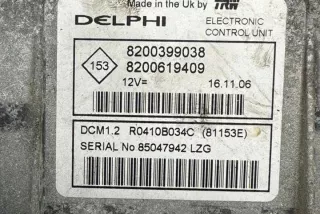 Made in the Uk by TRW
DELPHI ELECTRONIC
CONTROL UNIT
153
8200399038
8200619409
12V= 16.11.06
DCM1.2 R0410B034C (81153E)
SERIAL No 85047942 LZG